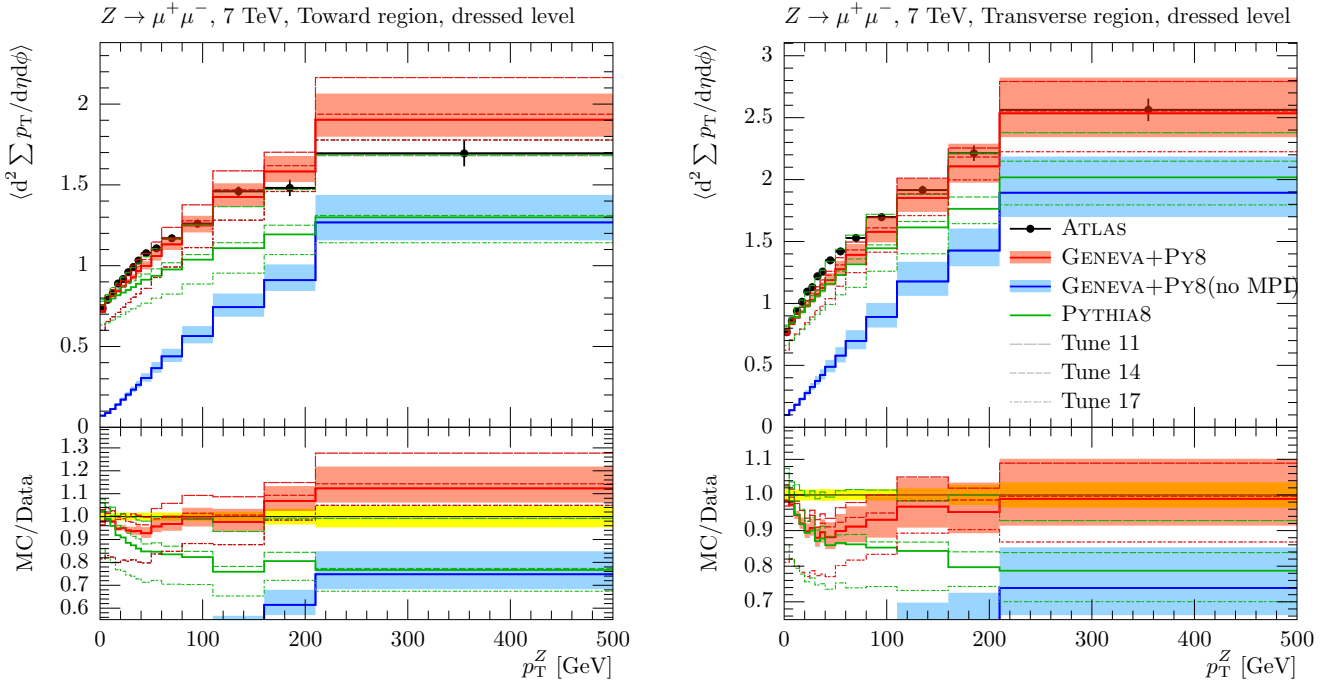 Z → μ⁺μ⁻, 7 TeV, Toward region, dressed level
⟨d² ∑ p_T/dηdϕ⟩
2
1.5
1
0.5
0
MC/Data
1.3
1.2
1.1
1.0
0.9
0.8
0.7
0.6
0 100 200 300 400 500
p_T^Z [GeV]
Z → μ⁺μ⁻, 7 TeV, Transverse region, dressed level
⟨d² ∑ p_T/dηdϕ⟩
3
2.5
2
1.5
1
0.5
0
ATLAS
GENEVA+PY8
GENEVA+PY8(no MPI)
PYTHIA8
Tune 11
Tune 14
Tune 17
MC/Data
1.1
1.0
0.9
0.8
0.7
0 100 200 300 400 500
p_T^Z [GeV]